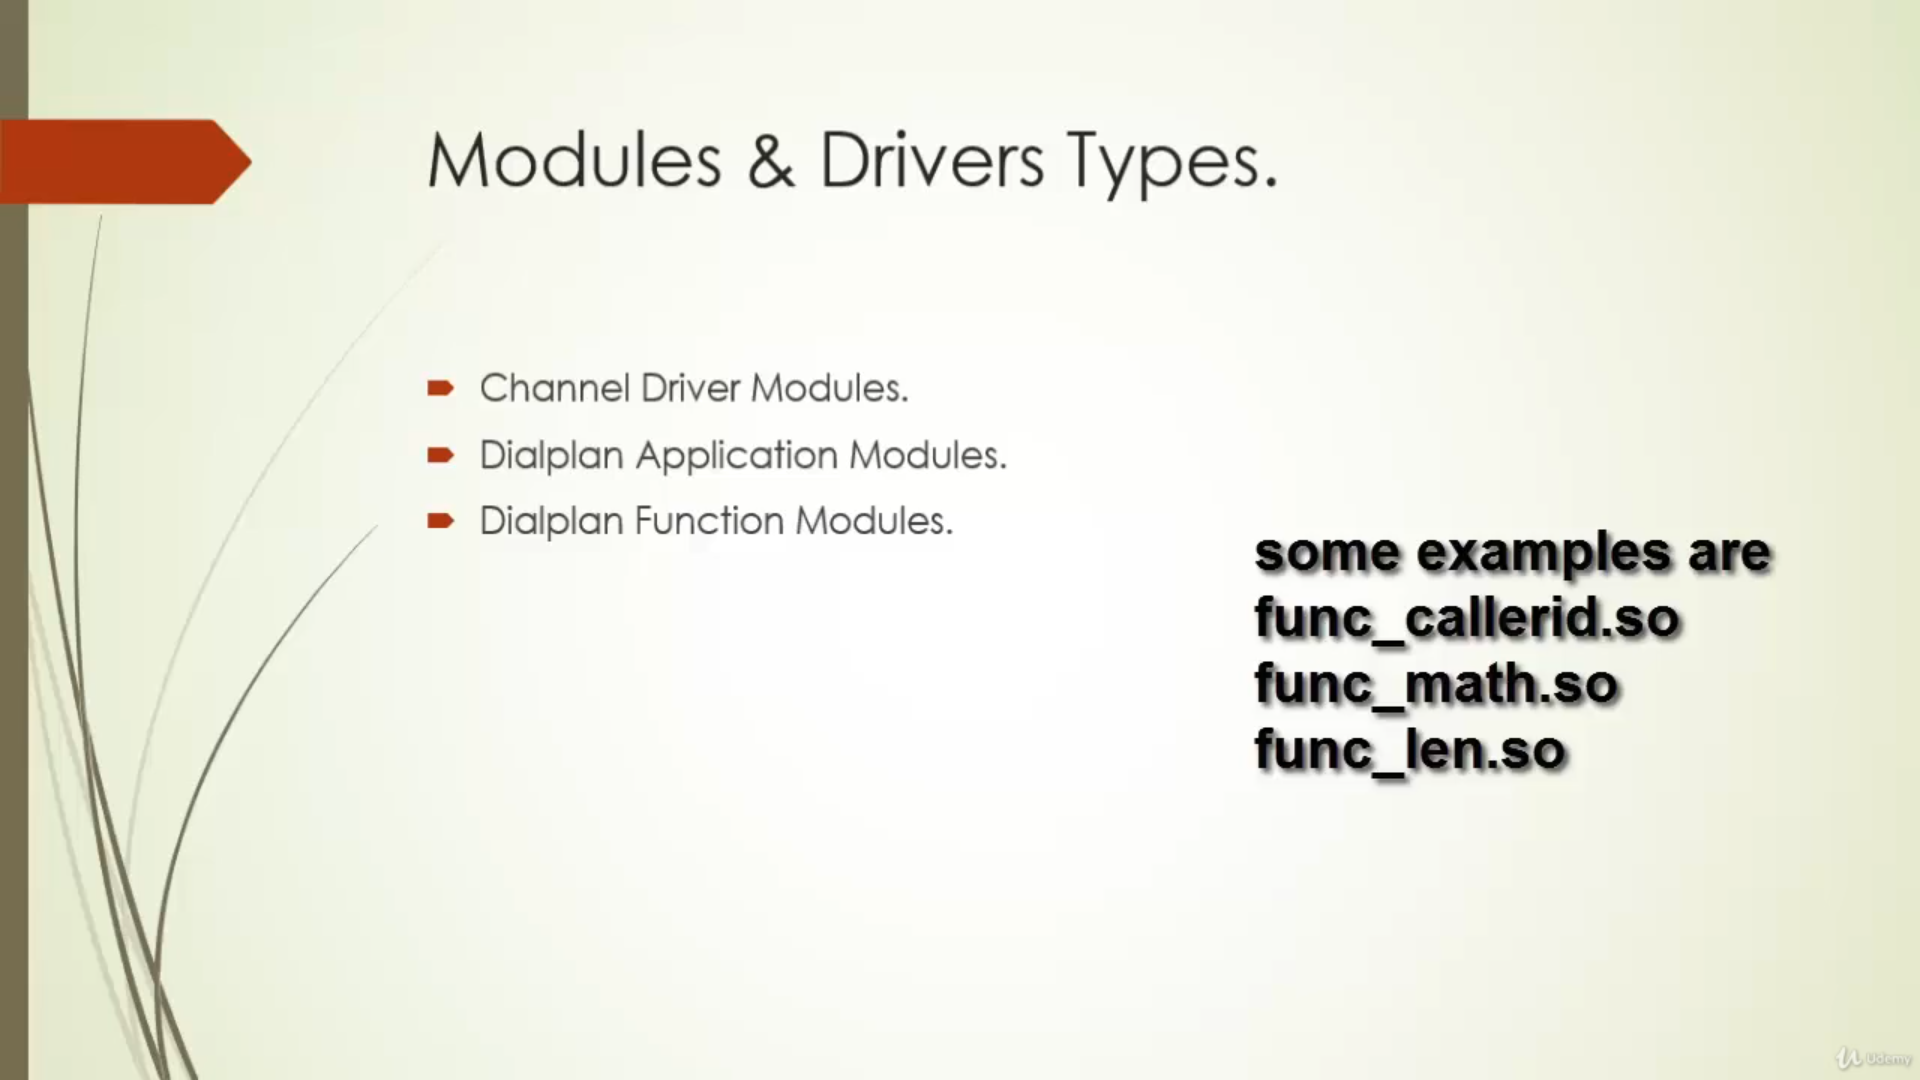 Modules & Drivers Types.
Channel Driver Modules.
Dialplan Application Modules.
Dialplan Function Modules.
some examples are
func_callerid.so
func_math.so
func_len.so
Udemy